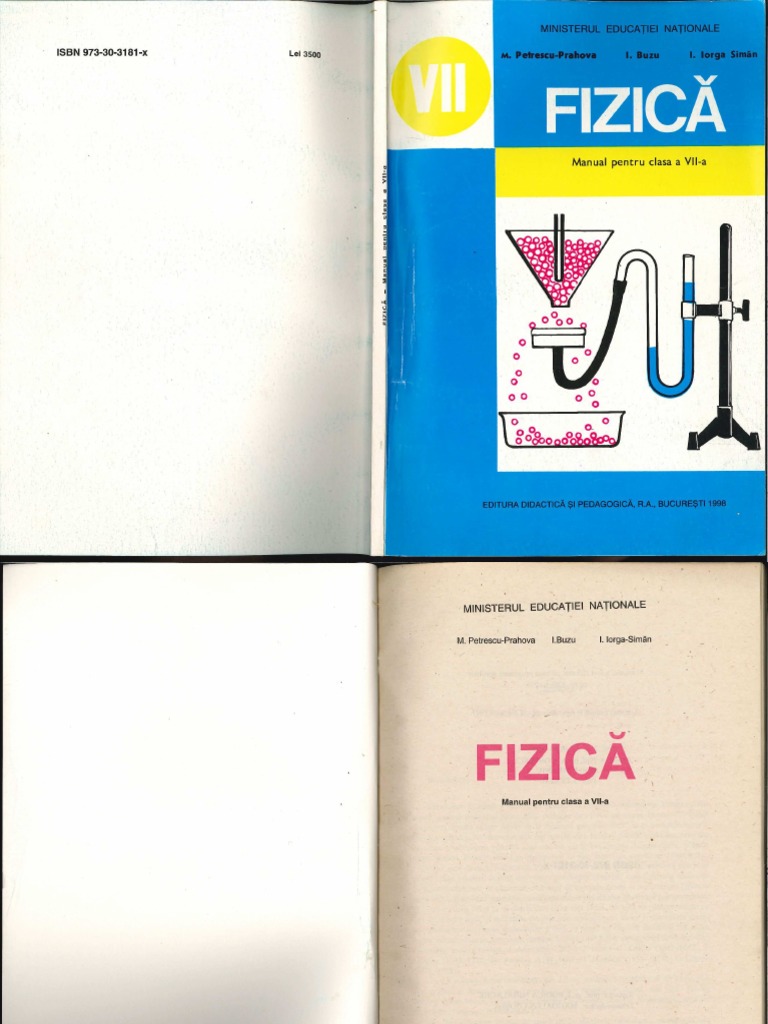 ISBN 973-30-3181-x
Lei 3500
FIZICĂ – Manual pentru clasa a VII-a
MINISTERUL EDUCAȚIEI NAȚIONALE
M. Petrescu-Prahova I. Buzu I. Iorga Simăn
VII
FIZICĂ
Manual pentru clasa a VII-a
EDITURA DIDACTICĂ ȘI PEDAGOGICĂ, R.A., BUCUREȘTI 1998
MINISTERUL EDUCAȚIEI NAȚIONALE
M. Petrescu-Prahova I.Buzu I. Iorga-Simăn
FIZICĂ
Manual pentru clasa a VII-a